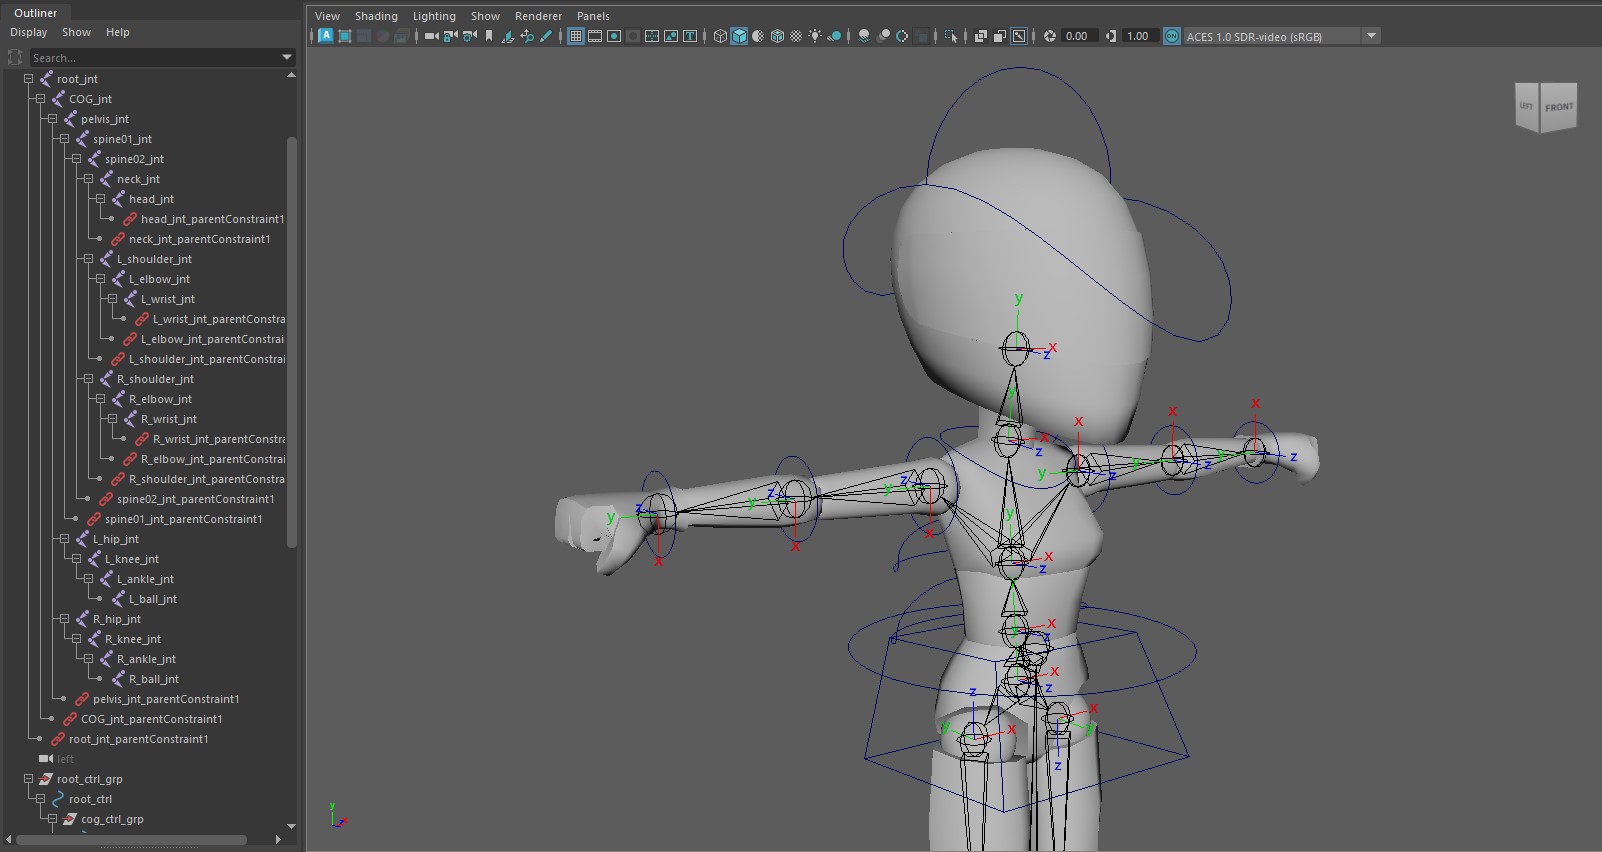 Outliner
Display Show Help
Search...
root_jnt
COG_jnt
pelvis_jnt
spine01_jnt
spine02_jnt
neck_jnt
head_jnt
head_jnt_parentConstraint1
neck_jnt_parentConstraint1
L_shoulder_jnt
L_elbow_jnt
L_wrist_jnt
L_wrist_jnt_parentConstra
L_elbow_jnt_parentConstrai
L_shoulder_jnt_parentConstrai
R_shoulder_jnt
R_elbow_jnt
R_wrist_jnt
R_wrist_jnt_parentConstra
R_elbow_jnt_parentConstrai
R_shoulder_jnt_parentConstra
spine02_jnt_parentConstraint1
spine01_jnt_parentConstraint1
L_hip_jnt
L_knee_jnt
L_ankle_jnt
L_ball_jnt
R_hip_jnt
R_knee_jnt
R_ankle_jnt
R_ball_jnt
pelvis_jnt_parentConstraint1
COG_jnt_parentConstraint1
root_jnt_parentConstraint1
left
root_ctrl_grp
root_ctrl
cog_ctrl_grp
View Shading Lighting Show Renderer Panels
0.00 1.00 ON ACES 1.0 SDR-video (sRGB)
LEFT FRONT
y
x
z
y
x
z
x
y
z
x
y
z
x
y
z
z
y
x
z
y
x
z
y
x
y
x
z
y
x
z
x
z
z
y
x
x
y
z
y